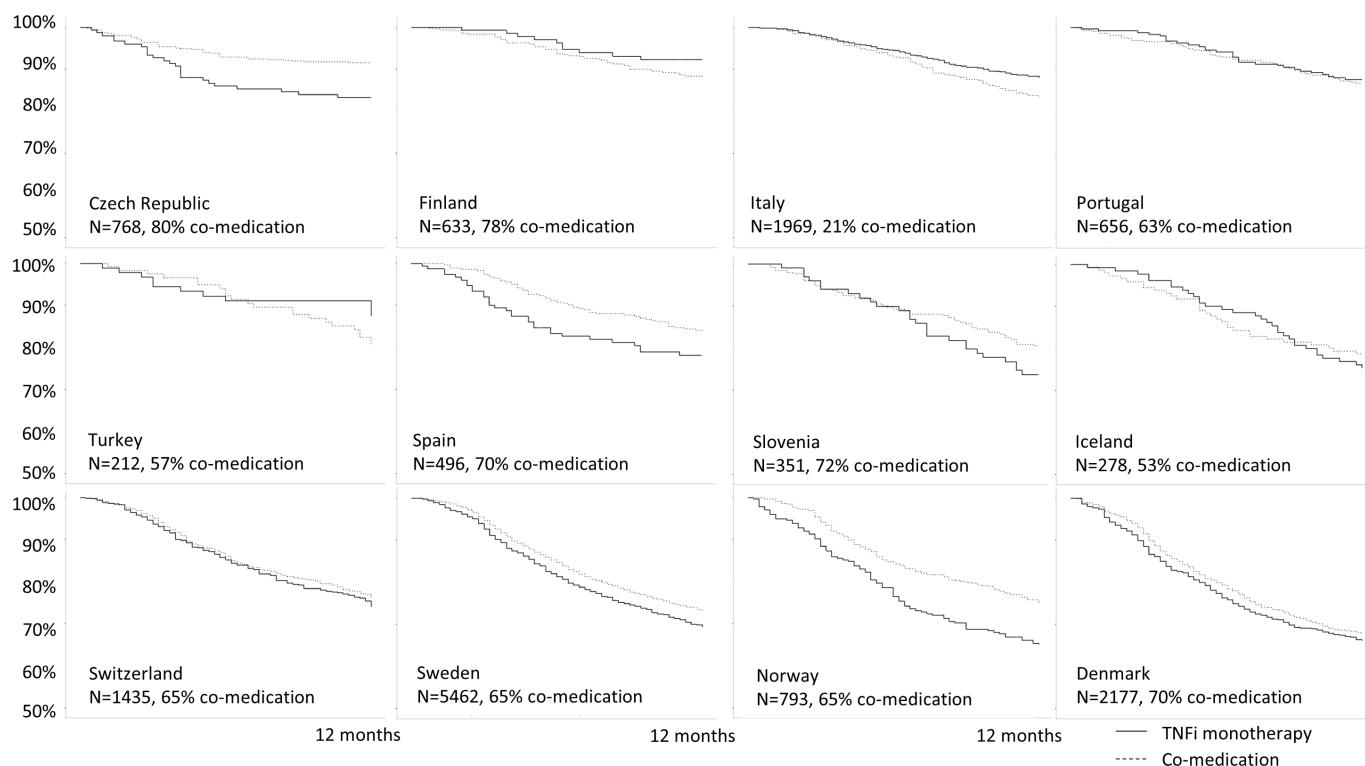 100%
90%
80%
70%
60%
50%
Czech Republic
N=768, 80% co-medication
Finland
N=633, 78% co-medication
Italy
N=1969, 21% co-medication
Portugal
N=656, 63% co-medication
100%
90%
80%
70%
60%
50%
Turkey
N=212, 57% co-medication
Spain
N=496, 70% co-medication
Slovenia
N=351, 72% co-medication
Iceland
N=278, 53% co-medication
100%
90%
80%
70%
60%
50%
Switzerland
N=1435, 65% co-medication
Sweden
N=5462, 65% co-medication
Norway
N=793, 65% co-medication
Denmark
N=2177, 70% co-medication
12 months
12 months
12 months
TNFi monotherapy
Co-medication